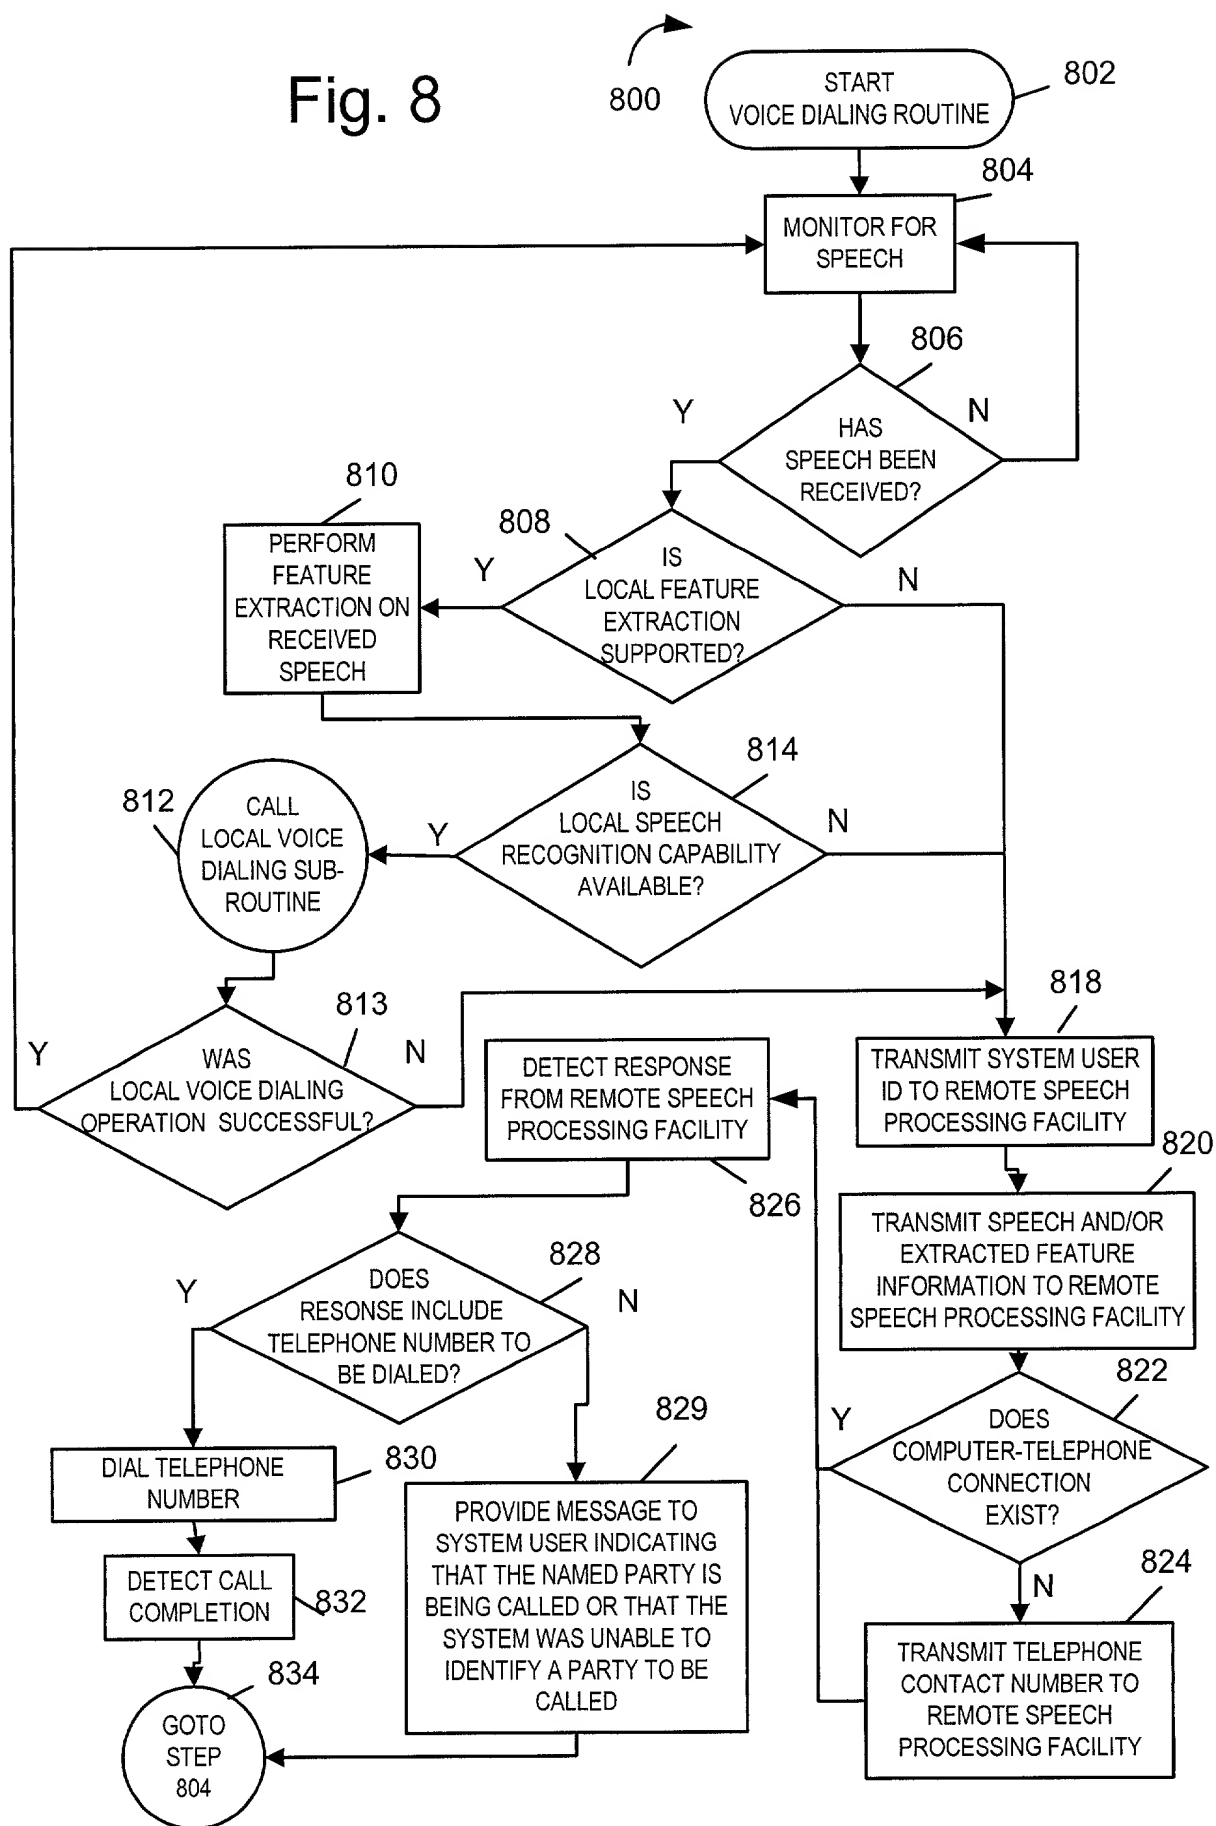 Fig. 8
800
START
VOICE DIALING ROUTINE
802
804
MONITOR FOR
SPEECH
806
Y
N
HAS
SPEECH BEEN
RECEIVED?
810
PERFORM
FEATURE
EXTRACTION ON
RECEIVED
SPEECH
808
Y
N
IS
LOCAL FEATURE
EXTRACTION
SUPPORTED?
812
CALL
LOCAL VOICE
DIALING SUB-
ROUTINE
814
Y
N
IS
LOCAL SPEECH
RECOGNITION CAPABILITY
AVAILABLE?
813
Y
N
WAS
LOCAL VOICE DIALING
OPERATION SUCCESSFUL?
818
TRANSMIT SYSTEM USER
ID TO REMOTE SPEECH
PROCESSING FACILITY
820
TRANSMIT SPEECH AND/OR
EXTRACTED FEATURE
INFORMATION TO REMOTE
SPEECH PROCESSING FACILITY
822
Y
DOES
COMPUTER-TELEPHONE
CONNECTION
EXIST?
N
824
TRANSMIT TELEPHONE
CONTACT NUMBER TO
REMOTE SPEECH
PROCESSING FACILITY
DETECT RESPONSE
FROM REMOTE SPEECH
PROCESSING FACILITY
826
828
Y
N
DOES
RESONSE INCLUDE
TELEPHONE NUMBER TO
BE DIALED?
829
PROVIDE MESSAGE TO
SYSTEM USER INDICATING
THAT THE NAMED PARTY IS
BEING CALLED OR THAT THE
SYSTEM WAS UNABLE TO
IDENTIFY A PARTY TO BE
CALLED
830
DIAL TELEPHONE
NUMBER
DETECT CALL
COMPLETION
832
834
GOTO
STEP
804